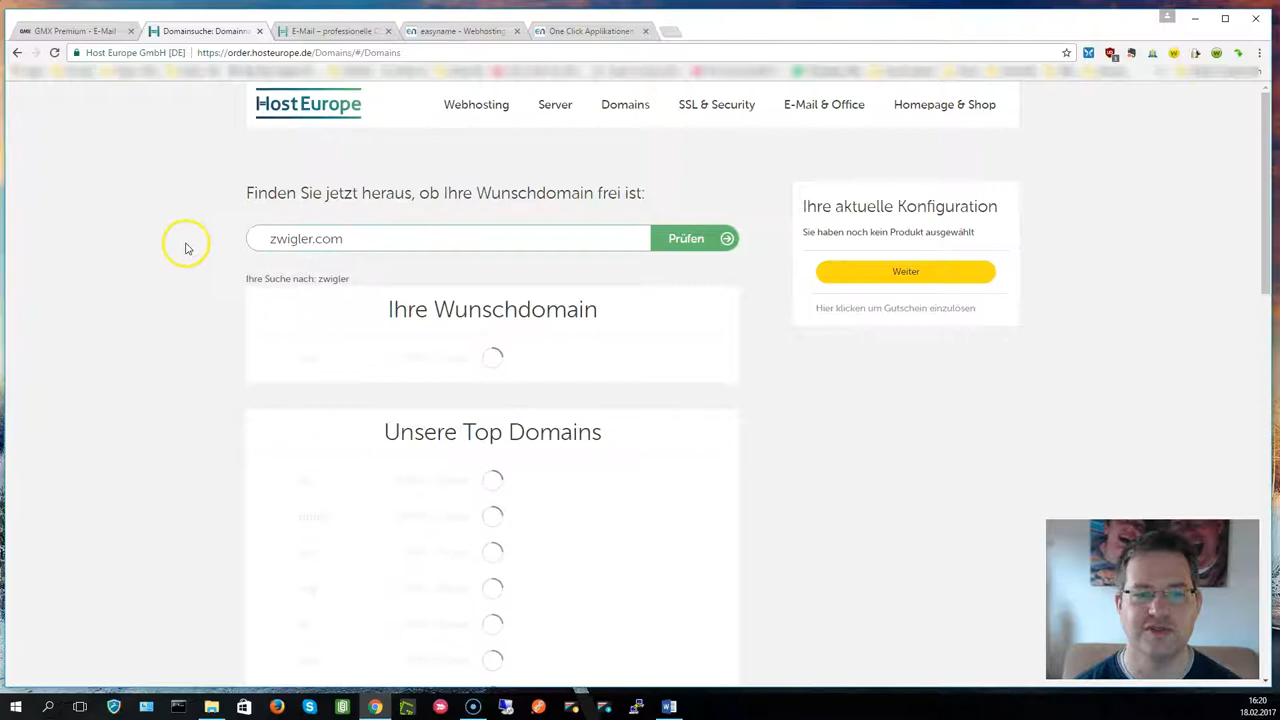 GMX Premium - E-Mail
Domainsuche: Domainn
E-Mail – professionelle C
easyname - Webhosting
One Click Applikationen
Host Europe GmbH [DE]
https://order.hosteurope.de/Domains/#/Domains
HostEurope
Webhosting
Server
Domains
SSL & Security
E-Mail & Office
Homepage & Shop
Finden Sie jetzt heraus, ob Ihre Wunschdomain frei ist:
zwigler.com
Prüfen
Ihre Suche nach: zwigler
Ihre Wunschdomain
Unsere Top Domains
Ihre aktuelle Konfiguration
Sie haben noch kein Produkt ausgewählt
Weiter
Hier klicken um Gutschein einzulösen
16:20
18.02.2017